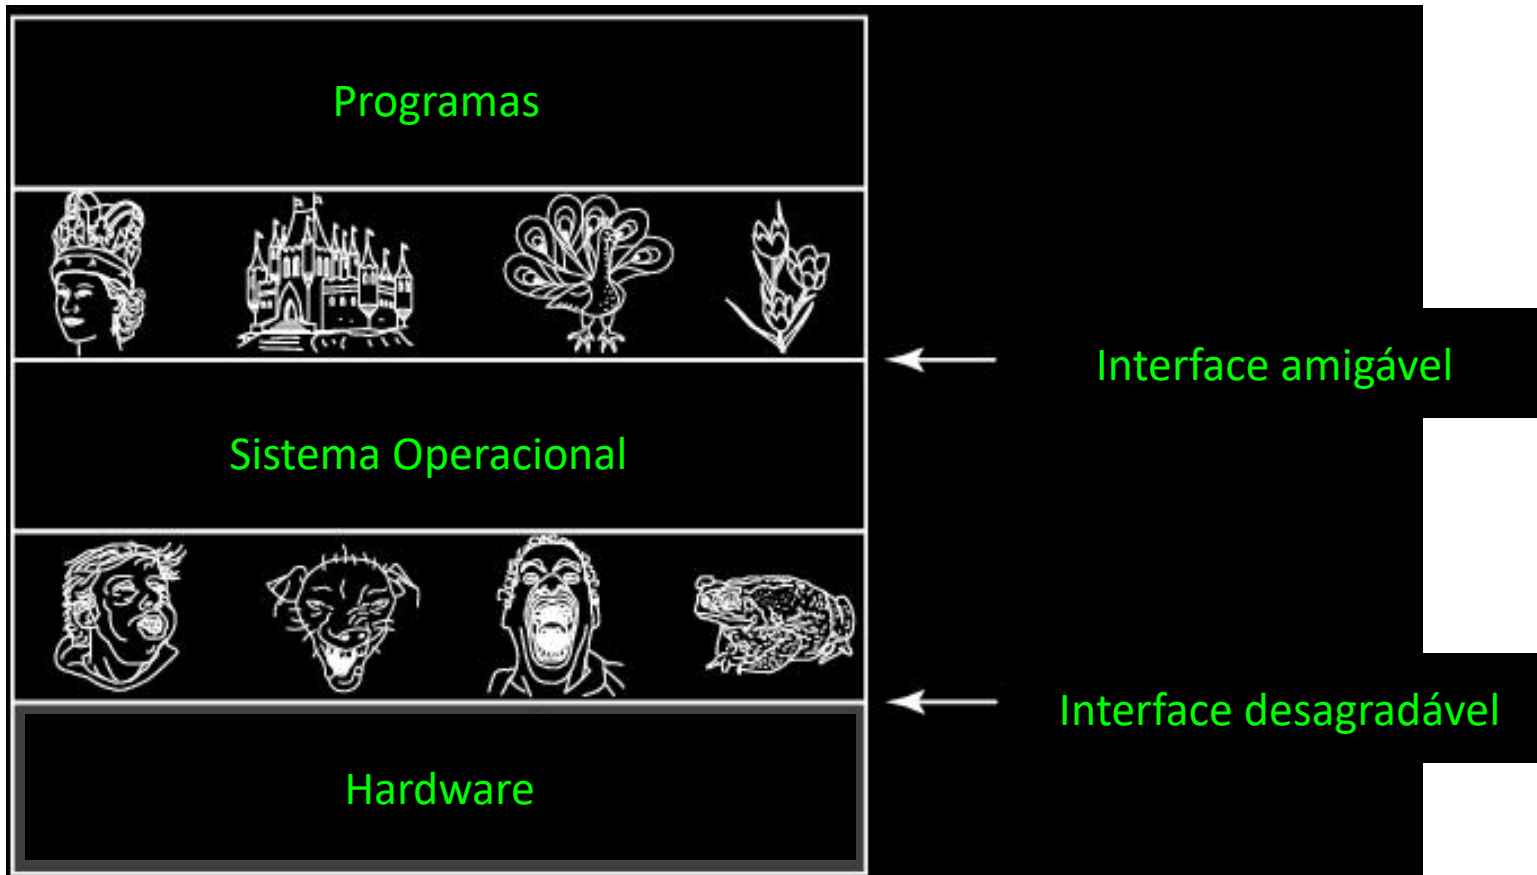 Programas
Interface amigável
Sistema Operacional
Interface desagradável
Hardware